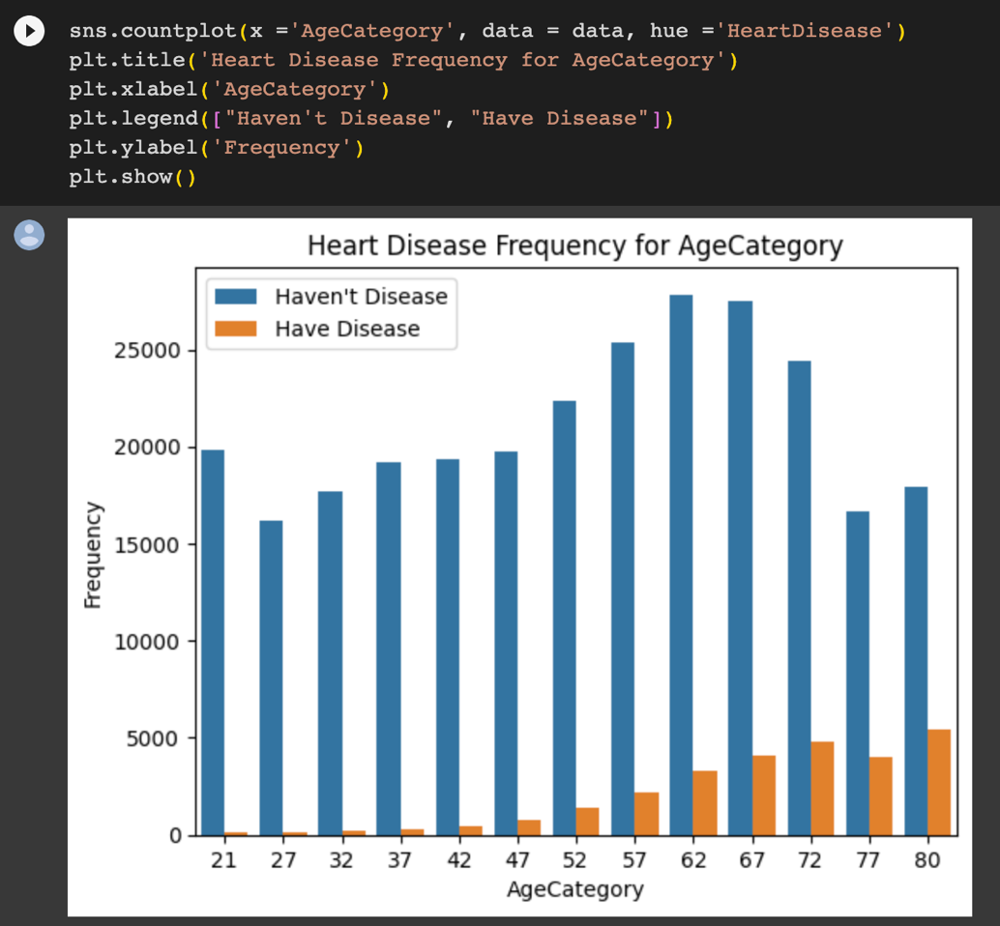 sns.countplot(x ='AgeCategory', data = data, hue ='HeartDisease')
plt.title('Heart Disease Frequency for AgeCategory')
plt.xlabel('AgeCategory')
plt.legend(["Haven't Disease", "Have Disease"])
plt.ylabel('Frequency')
plt.show()
Heart Disease Frequency for AgeCategory
Haven't Disease
Have Disease
25000
20000
15000
10000
5000
0
Frequency
21 27 32 37 42 47 52 57 62 67 72 77 80
AgeCategory